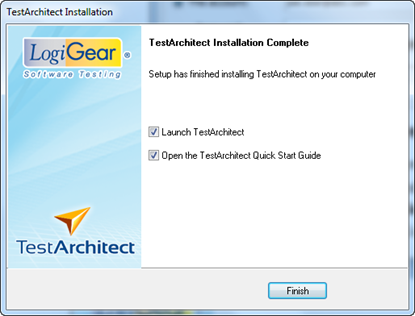 TestArchitect Installation
LogiGear ®
Software Testing
TestArchitect Installation Complete
Setup has finished installing TestArchitect on your computer
Launch TestArchitect
Open the TestArchitect Quick Start Guide
TestArchitect
Finish